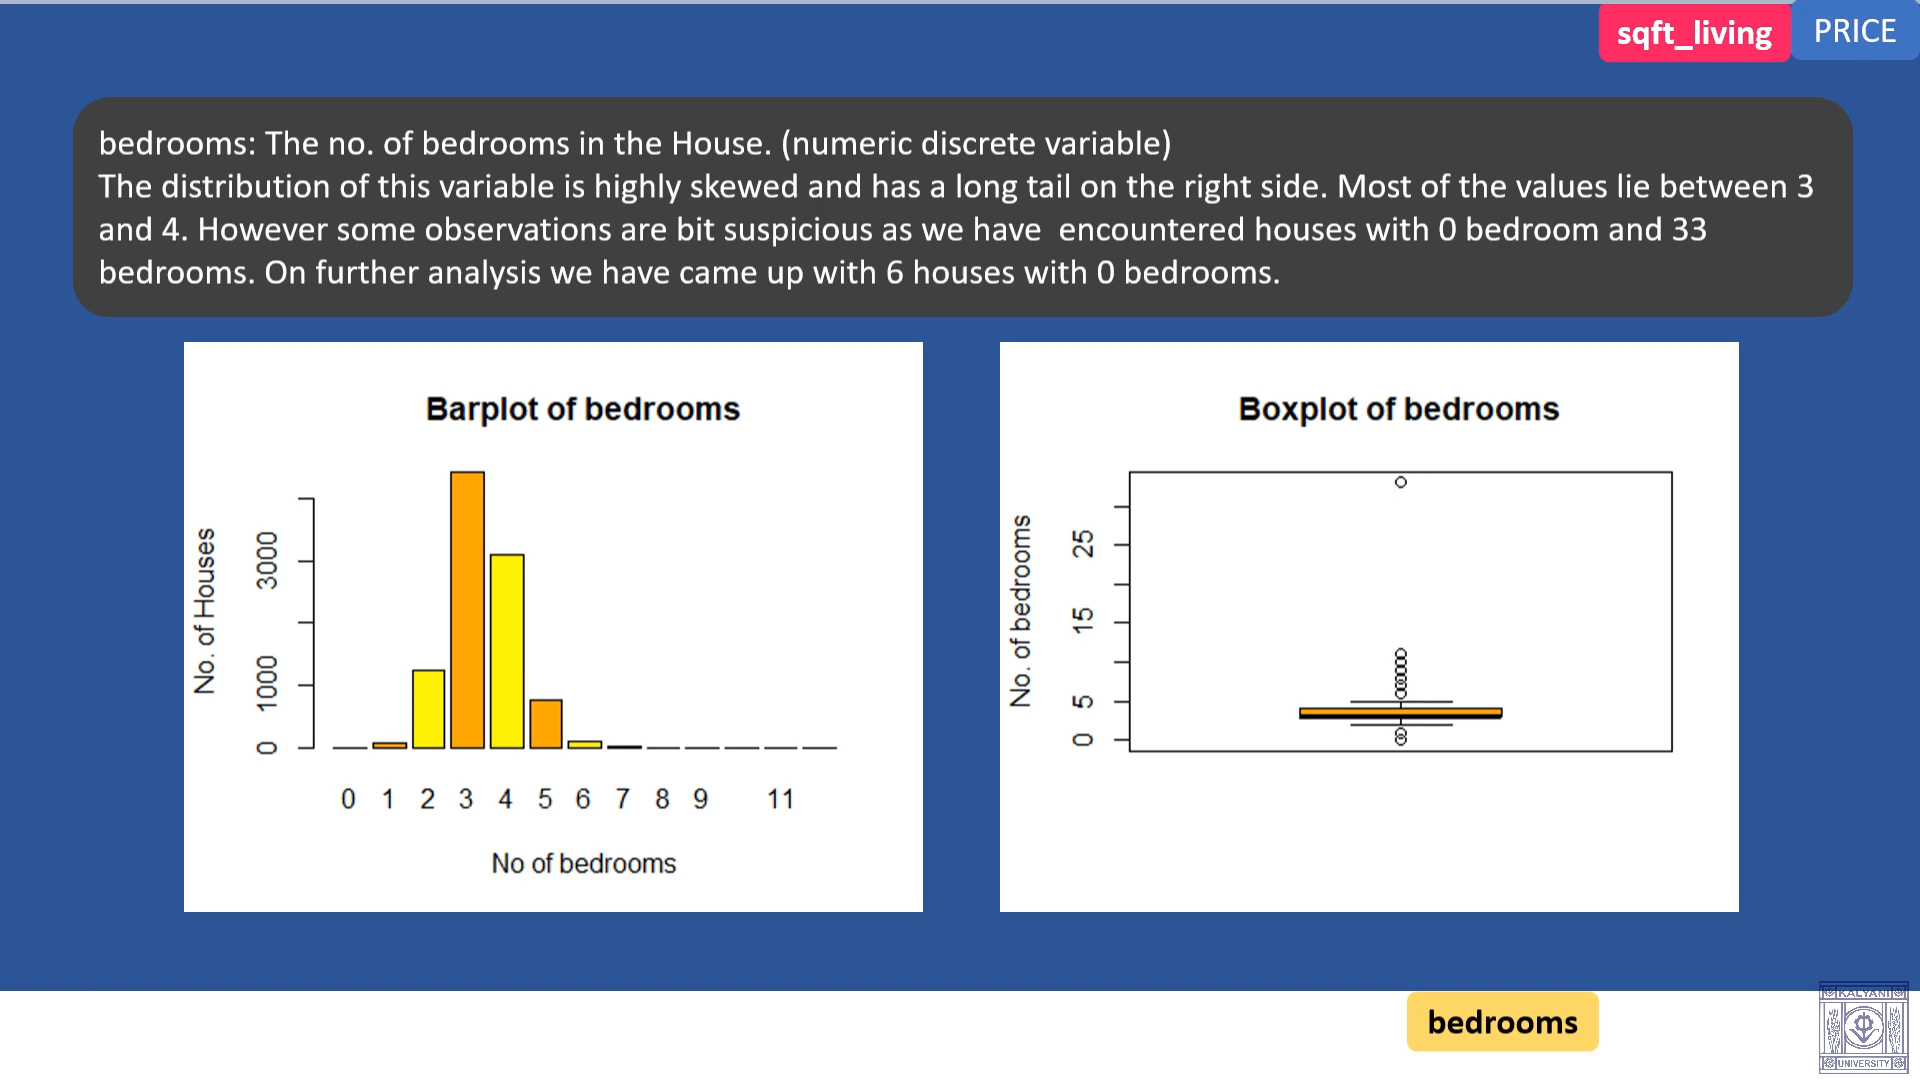 sqft_living PRICE
bedrooms: The no. of bedrooms in the House. (numeric discrete variable)
The distribution of this variable is highly skewed and has a long tail on the right side. Most of the values lie between 3
and 4. However some observations are bit suspicious as we have  encountered houses with 0 bedroom and 33
bedrooms. On further analysis we have came up with 6 houses with 0 bedrooms.
Barplot of bedrooms
No. of Houses
3000
1000
0
0 1 2 3 4 5 6 7 8 9 11
No of bedrooms
Boxplot of bedrooms
No. of bedrooms
25
15
5
0
bedrooms
KALYANI
UNIVERSITY